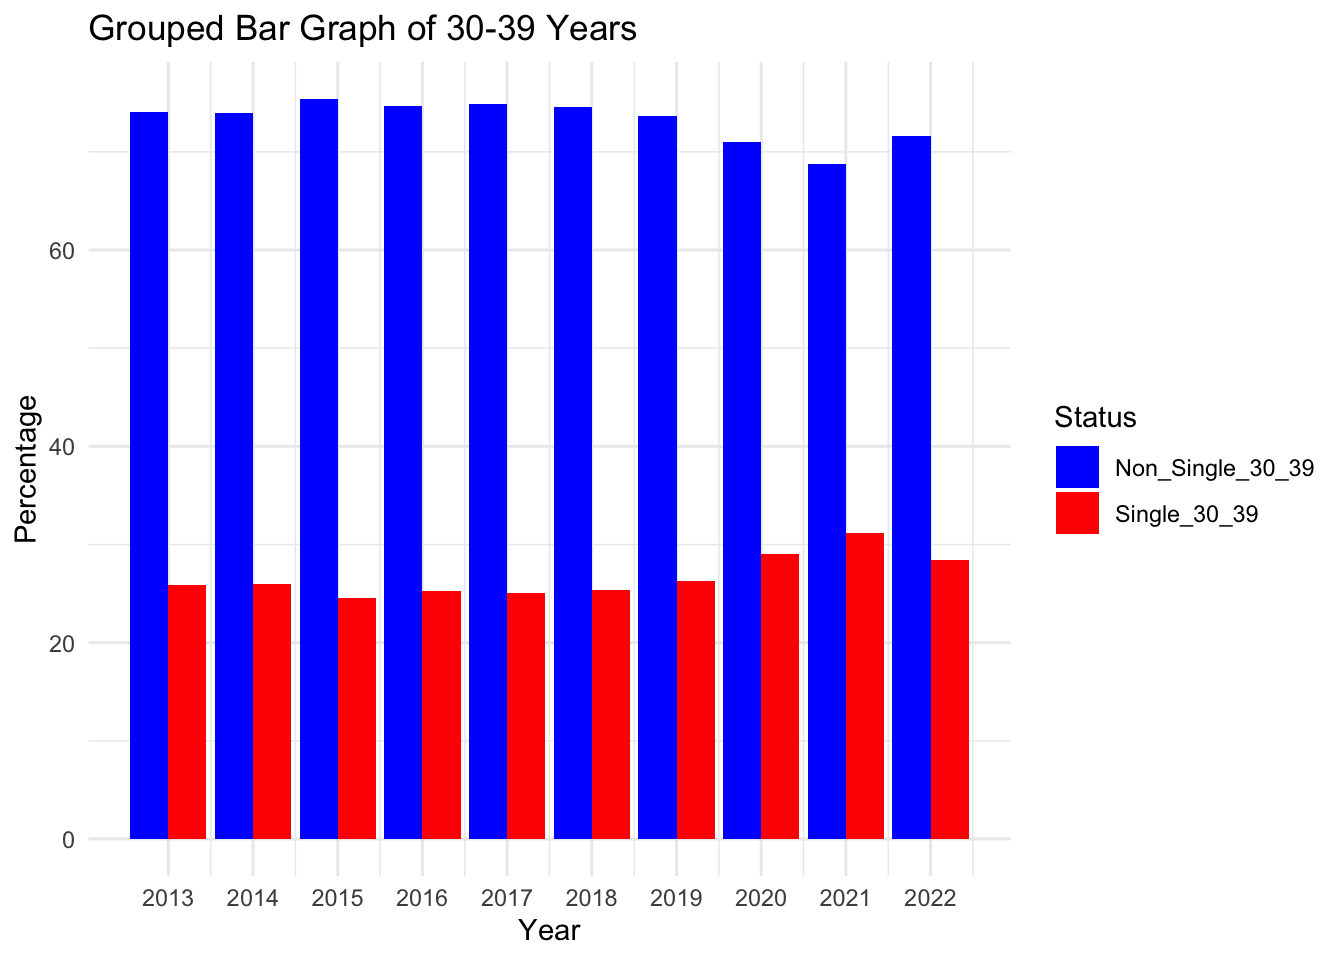 Grouped Bar Graph of 30-39 Years
Percentage
60
40
20
0
2013 2014 2015 2016 2017 2018 2019 2020 2021 2022
Year
Status
Non_Single_30_39
Single_30_39